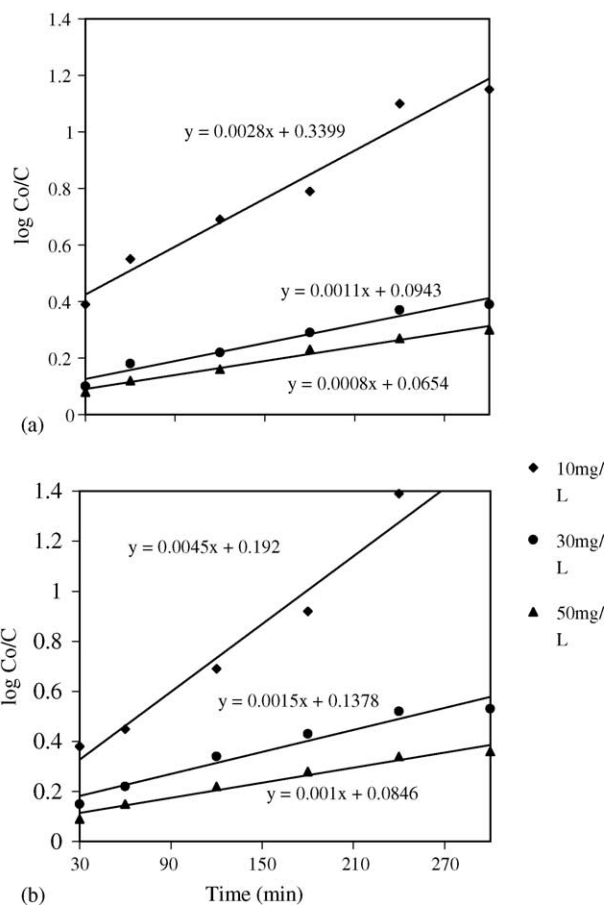 1.4
1.2
1
0.8
0.6
0.4
0.2
0
log Co/C
y = 0.0028x + 0.3399
y = 0.0011x + 0.0943
y = 0.0008x + 0.0654
(a)
10mg/
L
30mg/
L
50mg/
L
1.4
1.2
1
0.8
0.6
0.4
0.2
0
log Co/C
y = 0.0045x + 0.192
y = 0.0015x + 0.1378
y = 0.001x + 0.0846
30 90 150 210 270
(b) Time (min)